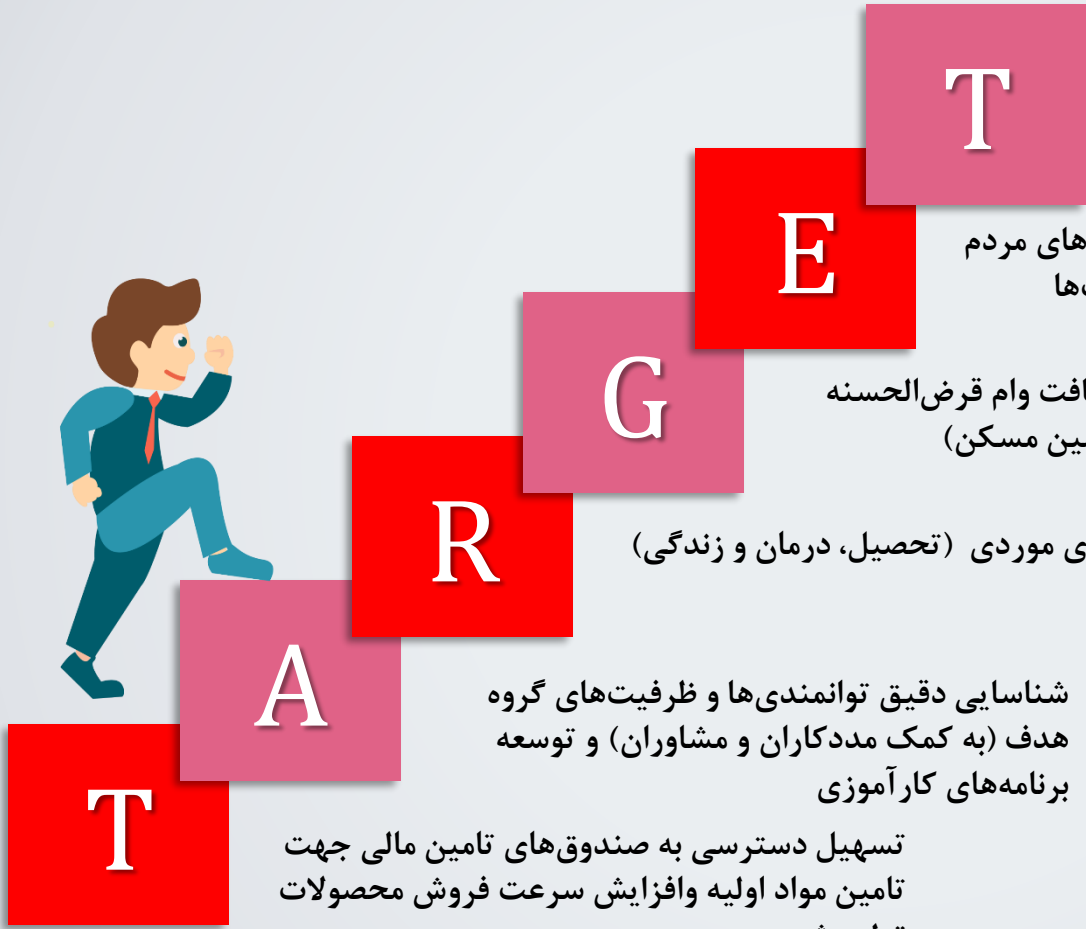 T
E
G
R
A
T
های مردم
ها
وام قرض‌الحسنه
مسکن)
موردی (تحصیل، درمان و زندگی)
شناسایی دقیق توانمندی‌ها و ظرفیت‌های گروه
هدف (به کمک مددکاران و مشاوران) و توسعه
برنامه‌های کارآموزی
تسهیل دسترسی به صندوق‌های تامین مالی جهت
تامین مواد اولیه وافزایش سرعت فروش محصولات